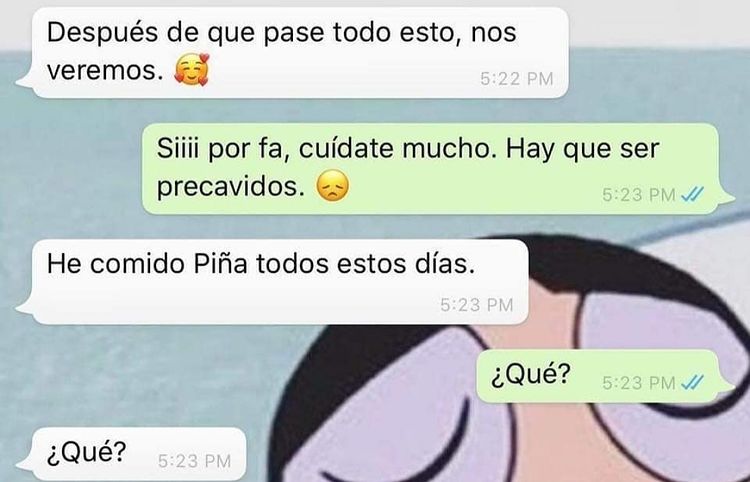 Después de que pase todo esto, nos
veremos. 🥰
5:22 PM
Siiii por fa, cuídate mucho. Hay que ser
precavidos. 😞
5:23 PM
He comido Piña todos estos días.
5:23 PM
¿Qué? 5:23 PM
¿Qué? 5:23 PM